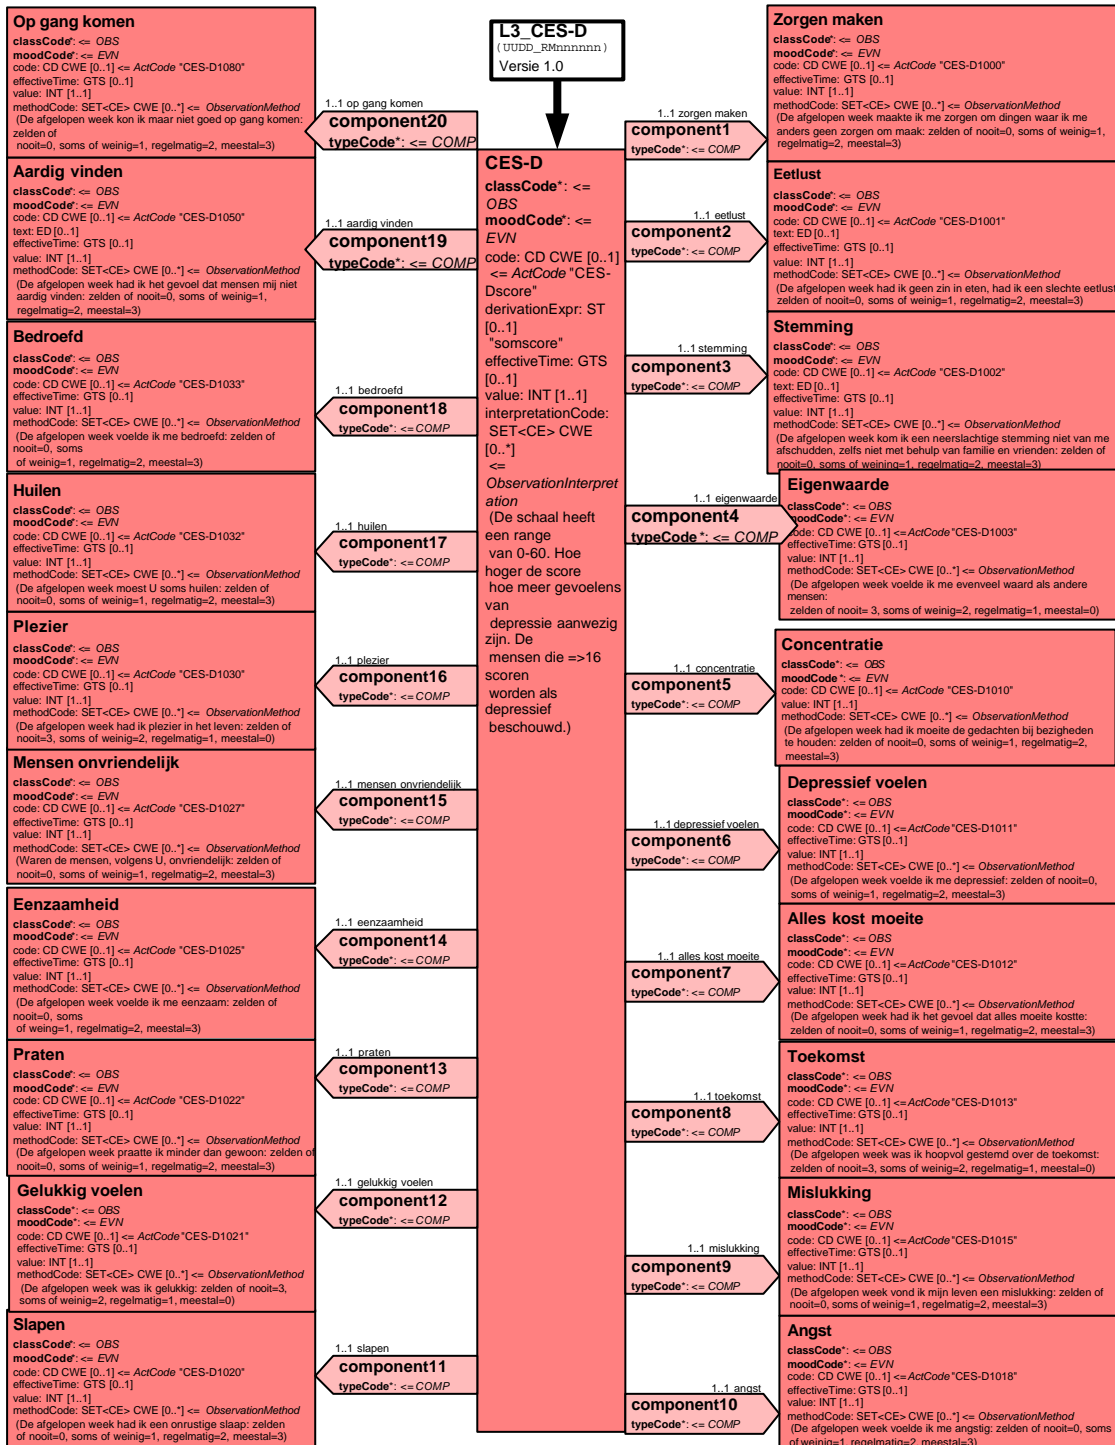 L3_CES-D
(UUDD_RMnnnnnn)
Versie 1.0
Op gang komen
classCode*: <= OBS
moodCode*: <= EVN
code: CD CWE [0..1] <= ActCode "CES-D1080"
effectiveTime: GTS [0..1]
value: INT [1..1]
methodCode: SET<CE> CWE [0..*] <= ObservationMethod
(De afgelopen week kon ik maar niet goed op gang komen:
zelden of
nooit=0, soms of weinig=1, regelmatig=2, meestal=3)
1..1 op gang komen
component20
typeCode*: <= COMP
Aardig vinden
classCode*: <= OBS
moodCode*: <= EVN
code: CD CWE [0..1] <= ActCode "CES-D1050"
text: ED [0..1]
effectiveTime: GTS [0..1]
value: INT [1..1]
methodCode: SET<CE> CWE [0..*] <= ObservationMethod
(De afgelopen week had ik het gevoel dat mensen mij niet
aardig vinden: zelden of nooit=0, soms of weinig=1,
regelmatig=2, meestal=3)
1..1 aardig vinden
component19
typeCode*: <= COMP
Bedroefd
classCode*: <= OBS
moodCode*: <= EVN
code: CD CWE [0..1] <= ActCode "CES-D1033"
effectiveTime: GTS [0..1]
value: INT [1..1]
methodCode: SET<CE> CWE [0..*] <= ObservationMethod
(De afgelopen week voelde ik me bedroefd: zelden of
nooit=0, soms
of weinig=1, regelmatig=2, meestal=3)
1..1 bedroefd
component18
typeCode*: <= COMP
Huilen
classCode*: <= OBS
moodCode*: <= EVN
code: CD CWE [0..1] <= ActCode "CES-D1032"
effectiveTime: GTS [0..1]
value: INT [1..1]
methodCode: SET<CE> CWE [0..*] <= ObservationMethod
(De afgelopen week moest U soms huilen: zelden of
nooit=0, soms of weinig=1, regelmatig=2, meestal=3)
1..1 huilen
component17
typeCode*: <= COMP
Plezier
classCode*: <= OBS
moodCode*: <= EVN
code: CD CWE [0..1] <= ActCode "CES-D1030"
effectiveTime: GTS [0..1]
value: INT [1..1]
methodCode: SET<CE> CWE [0..*] <= ObservationMethod
(De afgelopen week had ik plezier in het leven: zelden of
nooit=3, soms of weinig=2, regelmatig=1, meestal=0)
1..1 plezier
component16
typeCode*: <= COMP
Mensen onvriendelijk
classCode*: <= OBS
moodCode*: <= EVN
code: CD CWE [0..1] <= ActCode "CES-D1027"
effectiveTime: GTS [0..1]
value: INT [1..1]
methodCode: SET<CE> CWE [0..*] <= ObservationMethod
(Waren de mensen, volgens U, onvriendelijk: zelden of
nooit=0, soms of weinig=1, regelmatig=2, meestal=3)
1..1 mensen onvriendelijk
component15
typeCode*: <= COMP
Eenzaamheid
classCode*: <= OBS
moodCode*: <= EVN
code: CD CWE [0..1] <= ActCode "CES-D1025"
effectiveTime: GTS [0..1]
value: INT [1..1]
methodCode: SET<CE> CWE [0..*] <= ObservationMethod
(De afgelopen week voelde ik me eenzaam: zelden of
nooit=0, soms
of weing=1, regelmatig=2, meestal=3)
1..1 eenzaamheid
component14
typeCode*: <= COMP
Praten
classCode*: <= OBS
moodCode*: <= EVN
code: CD CWE [0..1] <= ActCode "CES-D1022"
effectiveTime: GTS [0..1]
value: INT [1..1]
methodCode: SET<CE> CWE [0..*] <= ObservationMethod
(De afgelopen week praatte ik minder dan gewoon: zelden of
nooit=0, soms of weinig=1, regelmatig=2, meestal=3)
1..1 praten
component13
typeCode*: <= COMP
Gelukkig voelen
classCode*: <= OBS
moodCode*: <= EVN
code: CD CWE [0..1] <= ActCode "CES-D1021"
effectiveTime: GTS [0..1]
value: INT [1..1]
methodCode: SET<CE> CWE [0..*] <= ObservationMethod
(De afgelopen week was ik gelukkig: zelden of nooit=3,
soms of weinig=2, regelmatig=1, meestal=0)
1..1 gelukkig voelen
component12
typeCode*: <= COMP
Slapen
classCode*: <= OBS
moodCode*: <= EVN
code: CD CWE [0..1] <= ActCode "CES-D1020"
effectiveTime: GTS [0..1]
value: INT [1..1]
methodCode: SET<CE> CWE [0..*] <= ObservationMethod
(De afgelopen week had ik een onrustige slaap: zelden
of nooit=0, soms of weinig=1, regelmatig=2, meestal=3)
1..1 slapen
component11
typeCode*: <= COMP
CES-D
classCode*: <=
OBS
moodCode*: <=
EVN
code: CD CWE [0..1]
<= ActCode "CES-
Dscore"
derivationExpr: ST
[0..1]
"somscore"
effectiveTime: GTS
[0..1]
value: INT [1..1]
interpretationCode:
SET<CE> CWE
[0..*]
<=
ObservationInterpret
ation
(De schaal heeft
een range
van 0-60. Hoe
hoger de score
hoe meer gevoelens
van
depressie aanwezig
zijn. De
mensen die =>16
scoren
worden als
depressief
beschouwd.)
1..1 zorgen maken
component1
typeCode*: <= COMP
Zorgen maken
classCode*: <= OBS
moodCode*: <= EVN
code: CD CWE [0..1] <= ActCode "CES-D1000"
effectiveTime: GTS [0..1]
value: INT [1..1]
methodCode: SET<CE> CWE [0..*] <= ObservationMethod
(De afgelopen week maakte ik me zorgen om dingen waar ik me
anders geen zorgen om maak: zelden of nooit=0, soms of weinig=1,
regelmatig=2, meestal=3)
1..1 eetlust
component2
typeCode*: <= COMP
Eetlust
classCode*: <= OBS
moodCode*: <= EVN
code: CD CWE [0..1] <= ActCode "CES-D1001"
text: ED [0..1]
effectiveTime: GTS [0..1]
value: INT [1..1]
methodCode: SET<CE> CWE [0..*] <= ObservationMethod
(De afgelopen week had ik geen zin in eten, had ik een slechte eetlust
zelden of nooit=0, soms of weinig=1, regelmatig=2, meestal=3)
1..1 stemming
component3
typeCode*: <= COMP
Stemming
classCode*: <= OBS
moodCode*: <= EVN
code: CD CWE [0..1] <= ActCode "CES-D1002"
text: ED [0..1]
effectiveTime: GTS [0..1]
value: INT [1..1]
methodCode: SET<CE> CWE [0..*] <= ObservationMethod
(De afgelopen week kom ik een neerslachtige stemming niet van me
afschudden, zelfs niet met behulp van familie en vrienden: zelden of
nooit=0, soms of weining=1, regelmatig=2, meestal=3)
1..1 eigenwaarde
component4
typeCode*: <= COMP
Eigenwaarde
classCode*: <= OBS
moodCode*: <= EVN
code: CD CWE [0..1] <= ActCode "CES-D1003"
effectiveTime: GTS [0..1]
value: INT [1..1]
methodCode: SET<CE> CWE [0..*] <= ObservationMethod
(De afgelopen week voelde ik me evenveel waard als andere
mensen:
zelden of nooit= 3, soms of weinig=2, regelmatig=1, meestal=0)
1..1 concentratie
component5
typeCode*: <= COMP
Concentratie
classCode*: <= OBS
moodCode*: <= EVN
code: CD CWE [0..1] <= ActCode "CES-D1010"
value: INT [1..1]
methodCode: SET<CE> CWE [0..*] <= ObservationMethod
(De afgelopen week had ik moeite de gedachten bij bezigheden
te houden: zelden of nooit=0, soms of weinig=1, regelmatig=2,
meestal=3)
1..1 depressief voelen
component6
typeCode*: <= COMP
Depressief voelen
classCode*: <= OBS
moodCode*: <= EVN
code: CD CWE [0..1] <= ActCode "CES-D1011"
effectiveTime: GTS [0..1]
value: INT [1..1]
methodCode: SET<CE> CWE [0..*] <= ObservationMethod
(De afgelopen week voelde ik me depressief: zelden of nooit=0,
soms of weinig=1, regelmatig=2, meestal=3)
1..1 alles kost moeite
component7
typeCode*: <= COMP
Alles kost moeite
classCode*: <= OBS
moodCode*: <= EVN
code: CD CWE [0..1] <= ActCode "CES-D1012"
effectiveTime: GTS [0..1]
value: INT [1..1]
methodCode: SET<CE> CWE [0..*] <= ObservationMethod
(De afgelopen week had ik het gevoel dat alles moeite kostte:
zelden of nooit=0, soms of weinig=1, regelmatig=2, meestal=3)
1..1 toekomst
component8
typeCode*: <= COMP
Toekomst
classCode*: <= OBS
moodCode*: <= EVN
code: CD CWE [0..1] <= ActCode "CES-D1013"
effectiveTime: GTS [0..1]
value: INT [1..1]
methodCode: SET<CE> CWE [0..*] <= ObservationMethod
(De afgelopen week was ik hoopvol gestemd over de toekomst:
zelden of nooit=3, soms of weinig=2, regelmatig=1, meestal=0)
1..1 mislukking
component9
typeCode*: <= COMP
Mislukking
classCode*: <= OBS
moodCode*: <= EVN
code: CD CWE [0..1] <= ActCode "CES-D1015"
effectiveTime: GTS [0..1]
value: INT [1..1]
methodCode: SET<CE> CWE [0..*] <= ObservationMethod
(De afgelopen week vond ik mijn leven een mislukking: zelden of
nooit=0, soms of weinig=1, regelmatig=2, meestal=3)
1..1 angst
component10
typeCode*: <= COMP
Angst
classCode*: <= OBS
moodCode*: <= EVN
code: CD CWE [0..1] <= ActCode "CES-D1018"
effectiveTime: GTS [0..1]
value: INT [1..1]
methodCode: SET<CE> CWE [0..*] <= ObservationMethod
(De afgelopen week voelde ik me angstig: zelden of nooit=0, soms
of weinig=1, regelmatig=2, meestal=3)